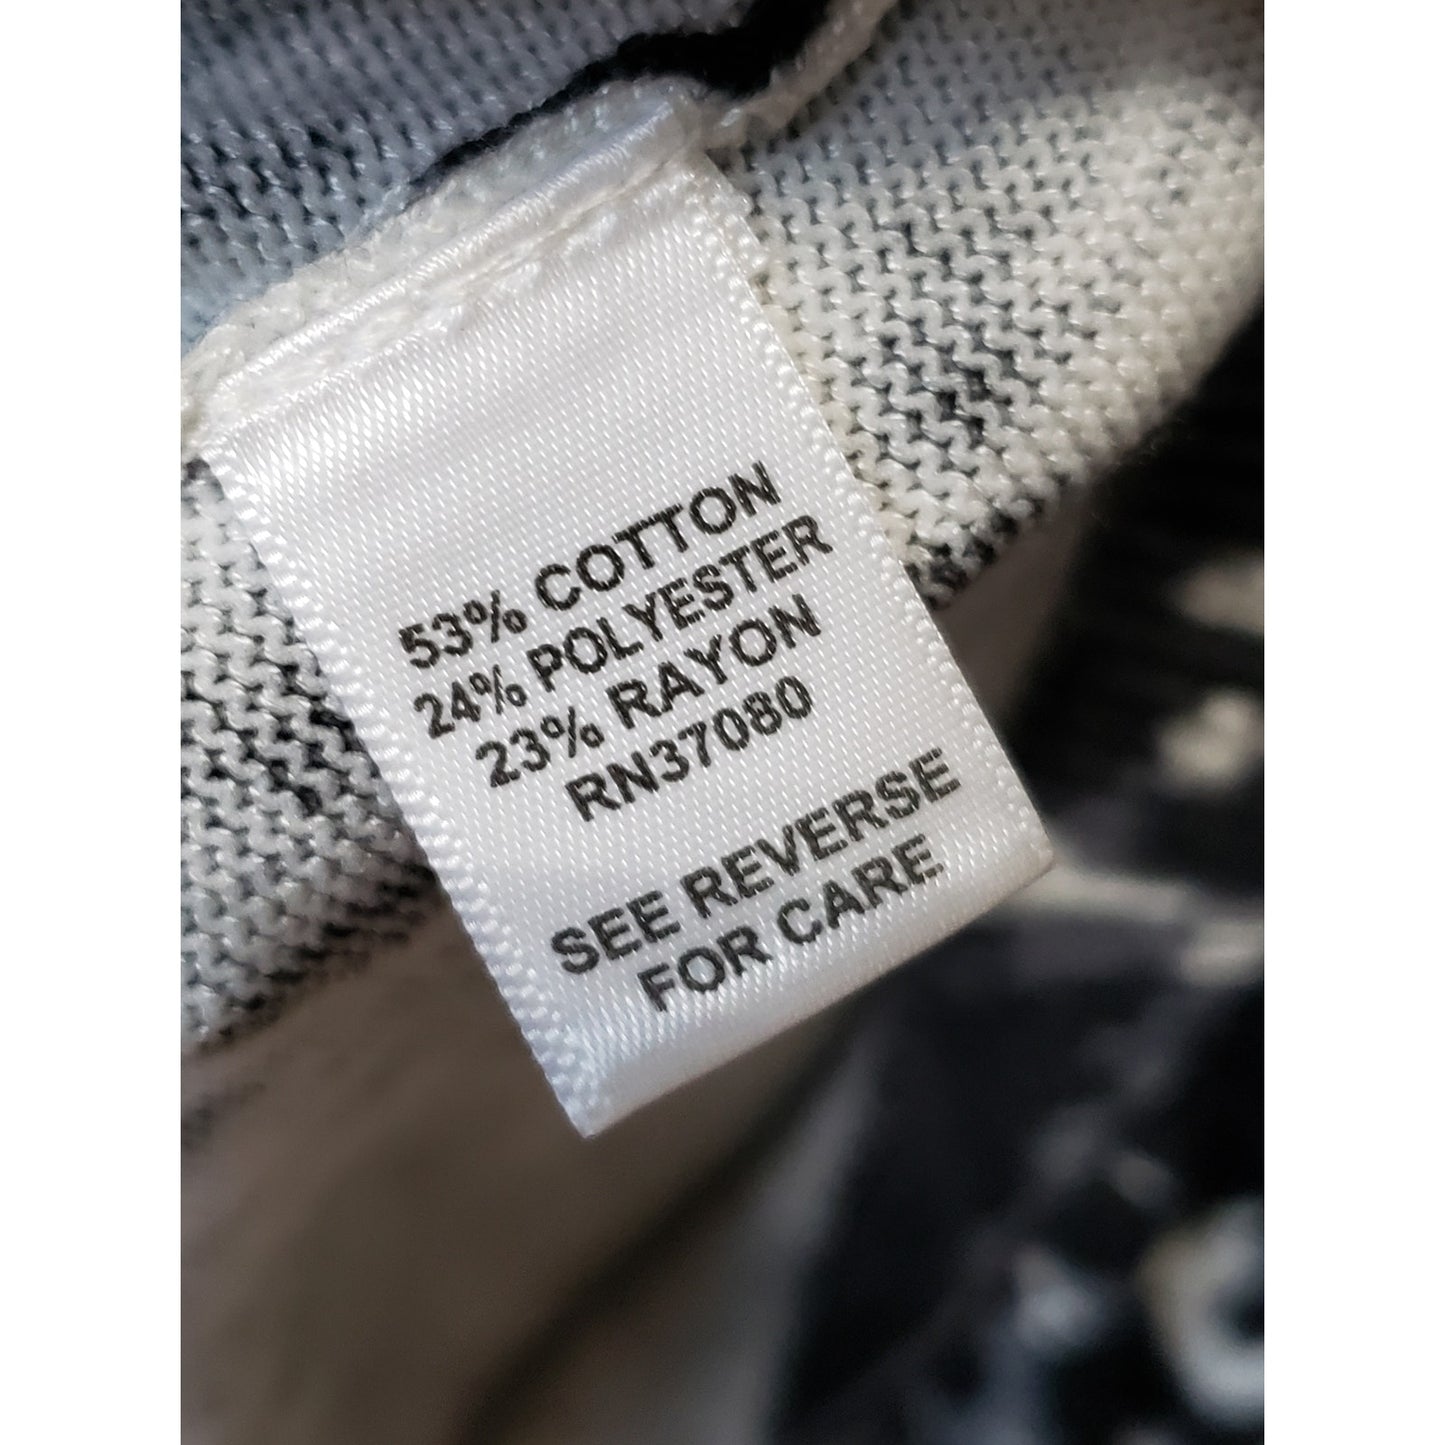 53% COTTON
24% POLYESTER
23% RAYON
RN37080
SEE REVERSE
FOR CARE